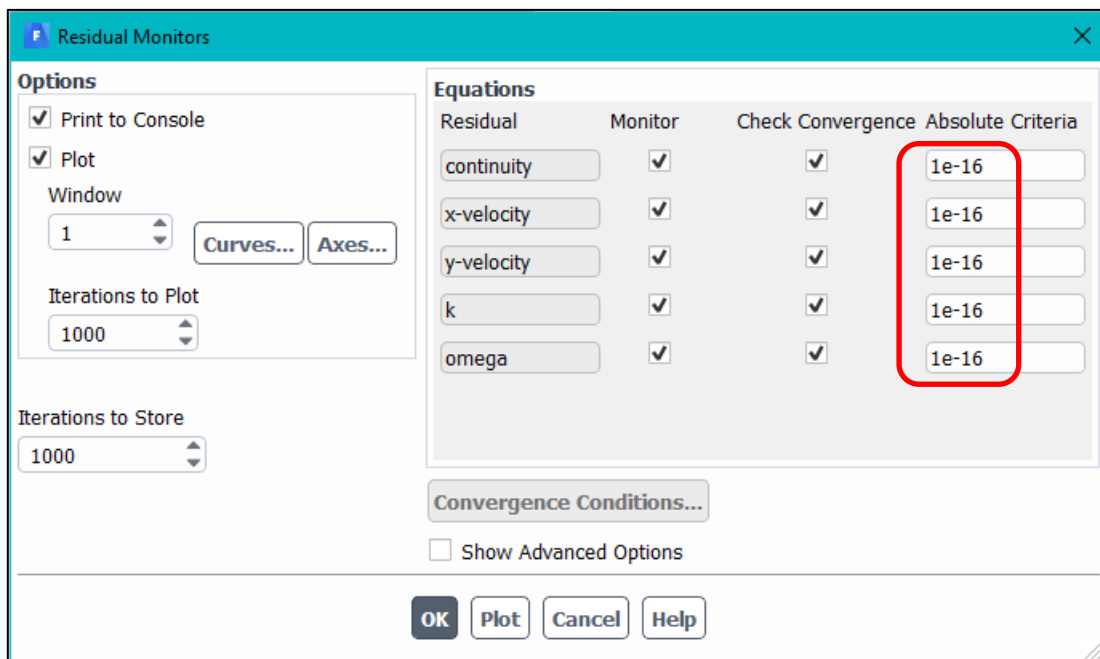 F Residual Monitors
Options
Print to Console
Plot
Window
1
Curves... Axes...
Iterations to Plot
1000
Iterations to Store
1000
Equations
Residual Monitor Check Convergence Absolute Criteria
continuity 1e-16
x-velocity 1e-16
y-velocity 1e-16
k 1e-16
omega 1e-16
Convergence Conditions...
Show Advanced Options
OK Plot Cancel Help